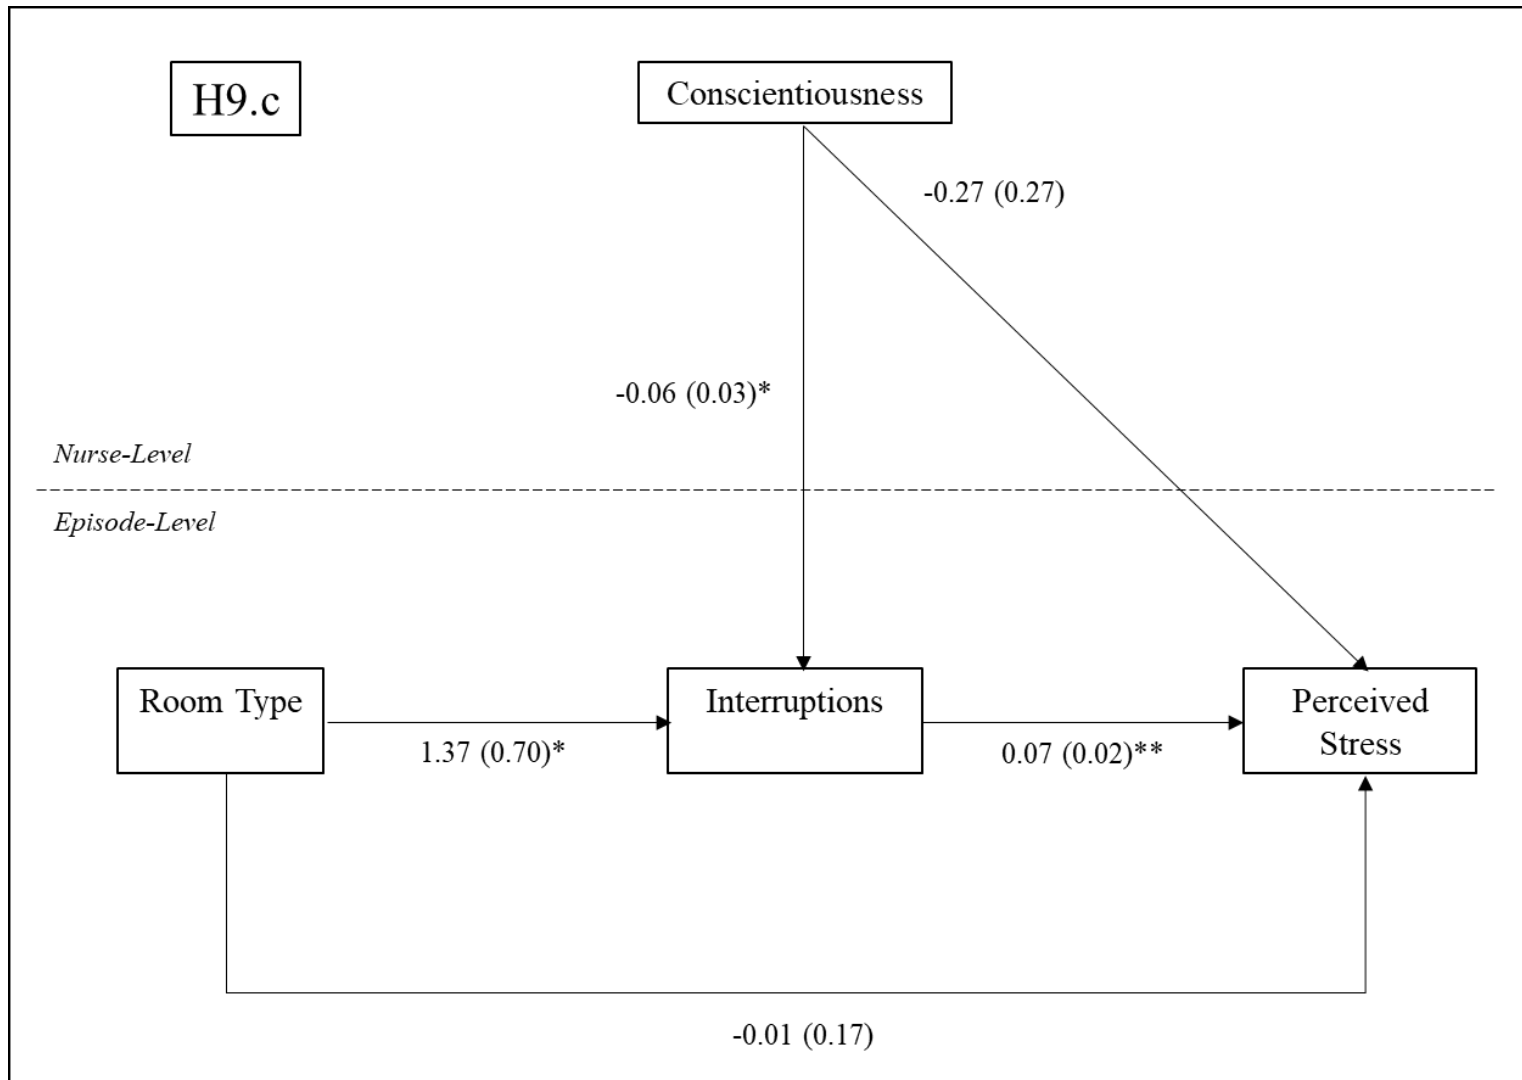 H9.c
Conscientiousness
-0.27 (0.27)
-0.06 (0.03)*
Nurse-Level
Episode-Level
Room Type
Interruptions
Perceived
Stress
1.37 (0.70)*
0.07 (0.02)**
-0.01 (0.17)